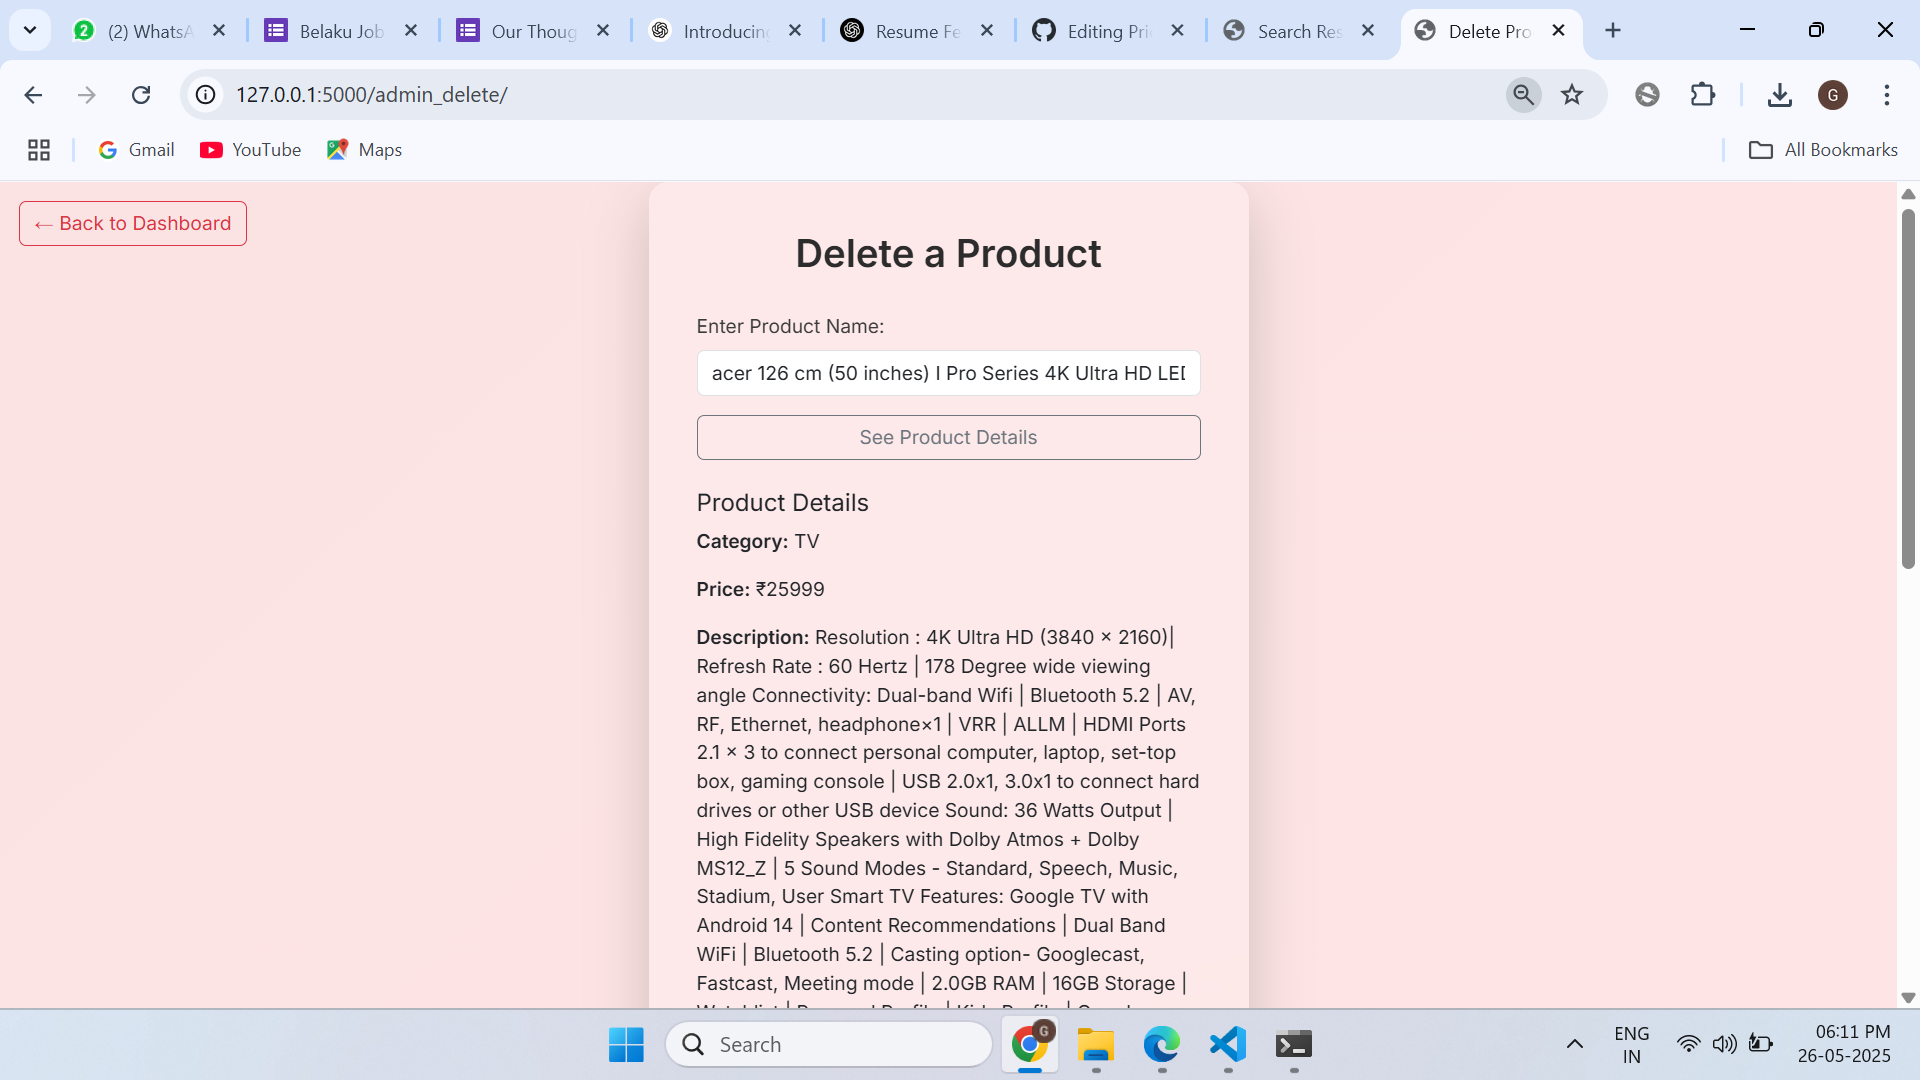 (2) WhatsA
Belaku Job
Our Thoug
Introducing
Resume Fe
Editing Pri
Search Res
Delete Pro
127.0.0.1:5000/admin_delete/
G
Gmail
YouTube
Maps
All Bookmarks
← Back to Dashboard
Delete a Product
Enter Product Name:
acer 126 cm (50 inches) I Pro Series 4K Ultra HD LED
See Product Details
Product Details
Category: TV
Price: ₹25999
Description: Resolution : 4K Ultra HD (3840 x 2160)|
Refresh Rate : 60 Hertz | 178 Degree wide viewing
angle Connectivity: Dual-band Wifi | Bluetooth 5.2 | AV,
RF, Ethernet, headphone×1 | VRR | ALLM | HDMI Ports
2.1 x 3 to connect personal computer, laptop, set-top
box, gaming console | USB 2.0x1, 3.0x1 to connect hard
drives or other USB device Sound: 36 Watts Output |
High Fidelity Speakers with Dolby Atmos + Dolby
MS12_Z | 5 Sound Modes - Standard, Speech, Music,
Stadium, User Smart TV Features: Google TV with
Android 14 | Content Recommendations | Dual Band
WiFi | Bluetooth 5.2 | Casting option- Googlecast,
Fastcast, Meeting mode | 2.0GB RAM | 16GB Storage |
Search
G
ENG
IN
06:11 PM
26-05-2025